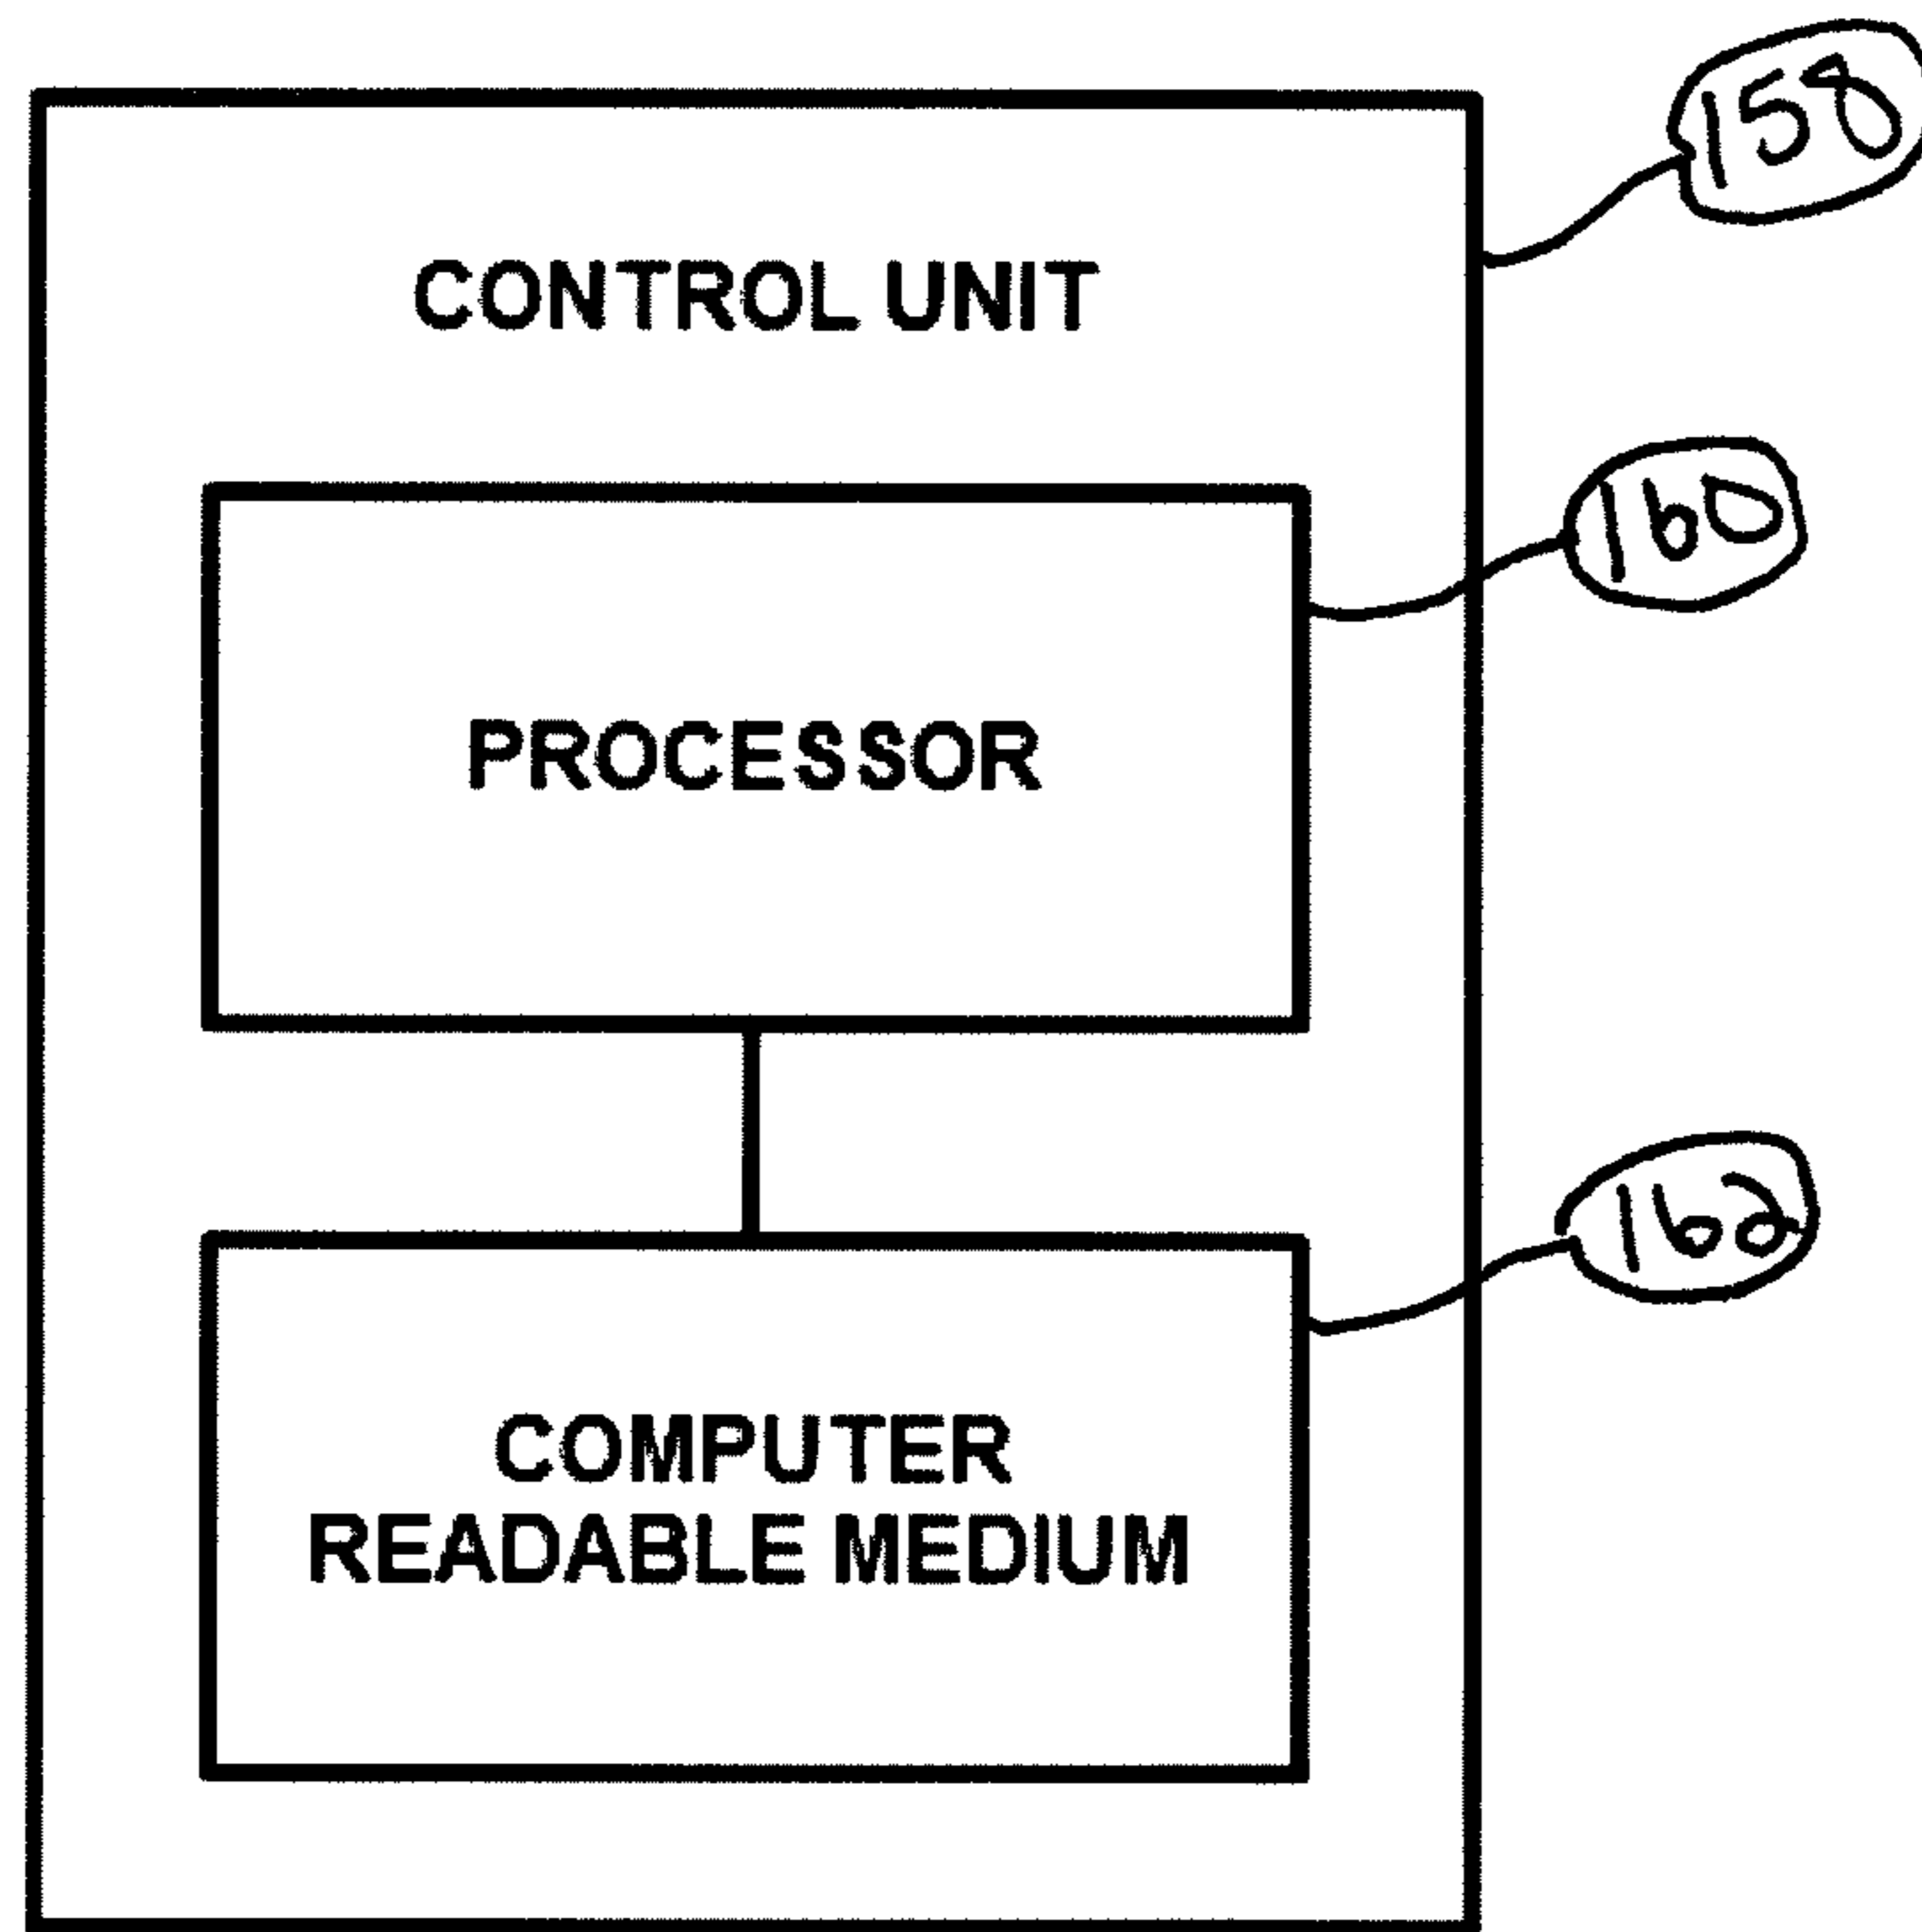 158
CONTROL UNIT
160
PROCESSOR
162
COMPUTER
READABLE MEDIUM